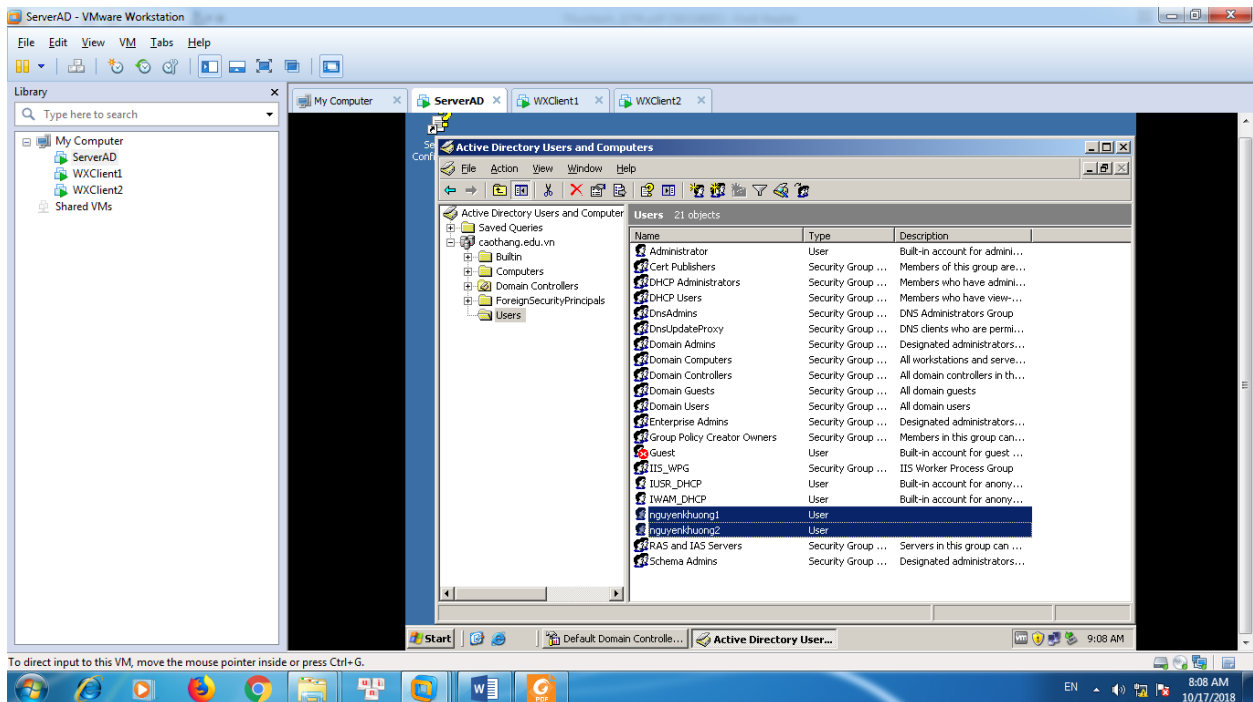 ServerAD - VMware Workstation
File Edit View VM Tabs Help
Library
Type here to search
My Computer
ServerAD
WXClient1
WXClient2
Shared VMs
My Computer ServerAD WXClient1 WXClient2
Se
Confi
Active Directory Users and Computers
File Action View Window Help
Active Directory Users and Computer
Saved Queries
caothang.edu.vn
Builtin
Computers
Domain Controllers
ForeignSecurityPrincipals
Users
Users 21 objects
Name Type Description
Administrator User Built-in account for admini...
Cert Publishers Security Group ... Members of this group are...
DHCP Administrators Security Group ... Members who have admini...
DHCP Users Security Group ... Members who have view-...
DnsAdmins Security Group ... DNS Administrators Group
DnsUpdateProxy Security Group ... DNS clients who are permi...
Domain Admins Security Group ... Designated administrators...
Domain Computers Security Group ... All workstations and serve...
Domain Controllers Security Group ... All domain controllers in th...
Domain Guests Security Group ... All domain guests
Domain Users Security Group ... All domain users
Enterprise Admins Security Group ... Designated administrators...
Group Policy Creator Owners Security Group ... Members in this group can...
Guest User Built-in account for guest ...
IIS_WPG Security Group ... IIS Worker Process Group
IUSR_DHCP User Built-in account for anony...
IWAM_DHCP User Built-in account for anony...
nguyenkhuong1 User
nguyenkhuong2 User
RAS and IAS Servers Security Group ... Servers in this group can ...
Schema Admins Security Group ... Designated administrators...
Start Default Domain Controlle... Active Directory User... 9:08 AM
To direct input to this VM, move the mouse pointer inside or press Ctrl+G.
EN 8:08 AM
10/17/2018